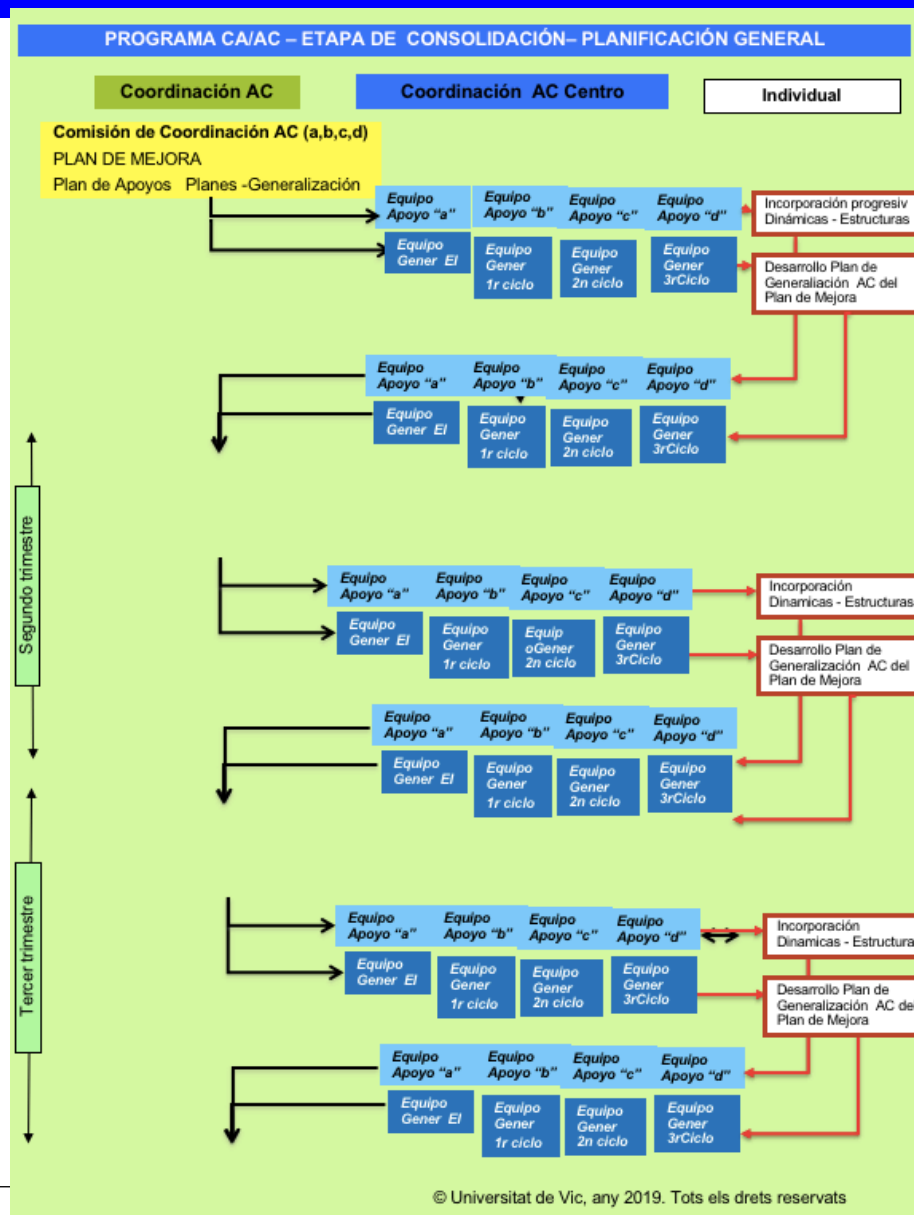 PROGRAMA CA/AC – ETAPA DE CONSOLIDACIÓN– PLANIFICACIÓN GENERAL
Coordinación AC
Coordinación AC Centro
Individual
Comisión de Coordinación AC (a,b,c,d)
PLAN DE MEJORA
Plan de Apoyos Planes -Generalización
Equipo
Apoyo “a”
Equipo
Apoyo “b”
Equipo
Apoyo “c”
Equipo
Apoyo “d”
Incorporación progresiv
Dinámicas - Estructuras
Equipo
Gener EI
Equipo
Gener
1r ciclo
Equipo
Gener
2n ciclo
Equipo
Gener
3rCiclo
Desarrollo Plan de
Generaliación AC del
Plan de Mejora
Equipo
Apoyo “a”
Equipo
Apoyo “b”
Equipo
Apoyo “c”
Equipo
Apoyo “d”
Equipo
Gener EI
Equipo
Gener
1r ciclo
Equipo
Gener
2n ciclo
Equipo
Gener
3rCiclo
Segundo trimestre
Equipo
Apoyo “a”
Equipo
Apoyo “b”
Equipo
Apoyo “c”
Equipo
Apoyo “d”
Incorporación
Dinamicas - Estructuras
Equipo
Gener EI
Equipo
Gener
1r ciclo
Equip
oGener
2n ciclo
Equipo
Gener
3rCiclo
Desarrollo Plan de
Generalización AC del
Plan de Mejora
Equipo
Apoyo “a”
Equipo
Apoyo “b”
Equipo
Apoyo “c”
Equipo
Apoyo “d”
Equipo
Gener EI
Equipo
Gener
1r ciclo
Equipo
Gener
2n ciclo
Equipo
Gener
3rCiclo
Tercer trimestre
Equipo
Apoyo “a”
Equipo
Apoyo “b”
Equipo
Apoyo “c”
Equipo
Apoyo “d”
Incorporación
Dinamicas - Estructura
Equipo
Gener EI
Equipo
Gener
1r ciclo
Equipo
Gener
2n ciclo
Equipo
Gener
3rCiclo
Desarrollo Plan de
Generalización AC de
Plan de Mejora
Equipo
Apoyo “a”
Equipo
Apoyo “b”
Equipo
Apoyo “c”
Equipo
Apoyo “d”
Equipo
Gener EI
Equipo
Gener
1r ciclo
Equipo
Gener
2n ciclo
Equipo
Gener
3rCiclo
© Universitat de Vic, any 2019. Tots els drets reservats